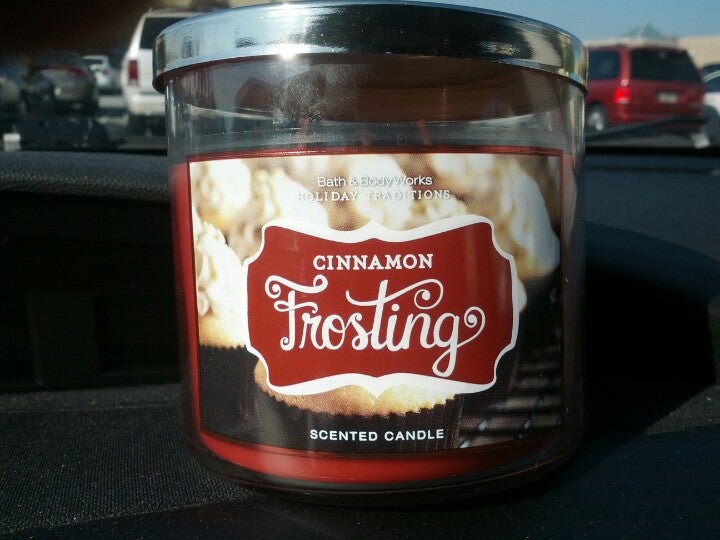 Bath & Body Works
HOLIDAY TRADITIONS
CINNAMON
Frosting
SCENTED CANDLE